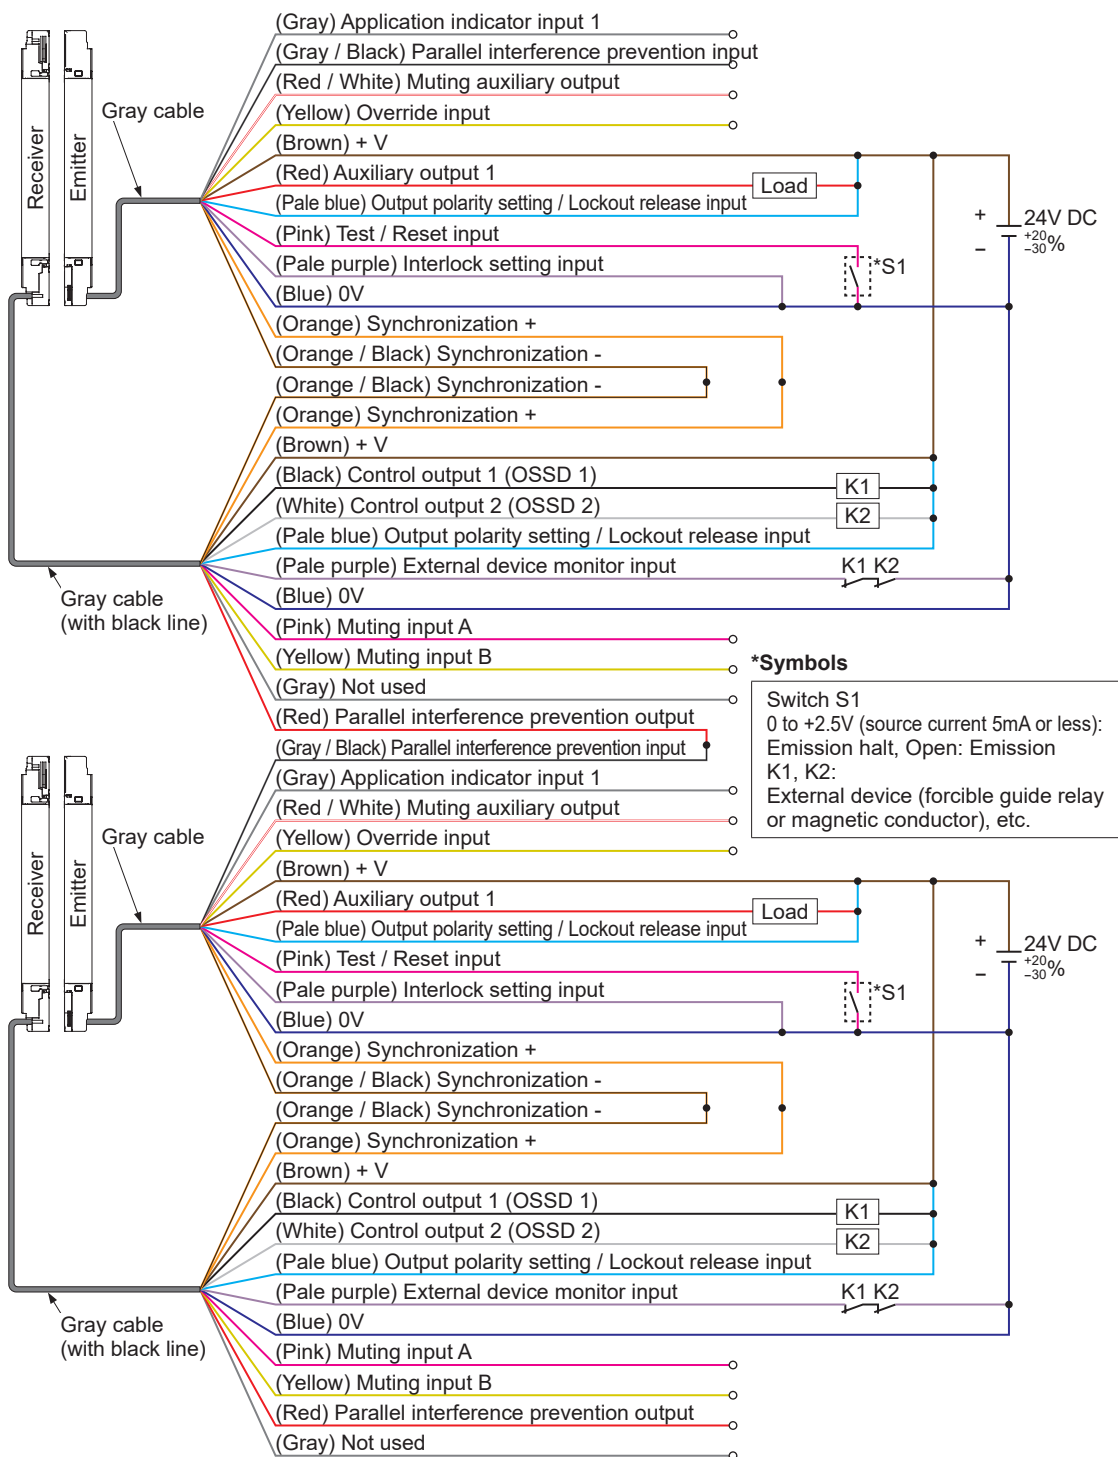 (Gray) Application indicator input 1
(Gray / Black) Parallel interference prevention input
(Red / White) Muting auxiliary output
Gray cable
(Yellow) Override input
(Brown) + V
Receiver
Emitter
(Red) Auxiliary output 1
Load
(Pale blue) Output polarity setting / Lockout release input
+
24V DC
+20
-30%
−
(Pink) Test / Reset input
(Pale purple) Interlock setting input
*S1
(Blue) 0V
(Orange) Synchronization +
(Orange / Black) Synchronization -
(Orange / Black) Synchronization -
(Orange) Synchronization +
(Brown) + V
(Black) Control output 1 (OSSD 1)
K1
(White) Control output 2 (OSSD 2)
K2
(Pale blue) Output polarity setting / Lockout release input
(Pale purple) External device monitor input
K1 K2
(Blue) 0V
Gray cable
(with black line)
(Pink) Muting input A
(Yellow) Muting input B
(Gray) Not used
(Red) Parallel interference prevention output
*Symbols
Switch S1
0 to +2.5V (source current 5mA or less):
Emission halt, Open: Emission
K1, K2:
External device (forcible guide relay
or magnetic conductor), etc.
(Gray / Black) Parallel interference prevention input
(Gray) Application indicator input 1
(Red / White) Muting auxiliary output
Gray cable
(Yellow) Override input
(Brown) + V
Receiver
Emitter
(Red) Auxiliary output 1
Load
(Pale blue) Output polarity setting / Lockout release input
+
24V DC
+20
-30%
−
(Pink) Test / Reset input
(Pale purple) Interlock setting input
*S1
(Blue) 0V
(Orange) Synchronization +
(Orange / Black) Synchronization -
(Orange / Black) Synchronization -
(Orange) Synchronization +
(Brown) + V
(Black) Control output 1 (OSSD 1)
K1
(White) Control output 2 (OSSD 2)
K2
(Pale blue) Output polarity setting / Lockout release input
(Pale purple) External device monitor input
K1 K2
(Blue) 0V
Gray cable
(with black line)
(Pink) Muting input A
(Yellow) Muting input B
(Red) Parallel interference prevention output
(Gray) Not used